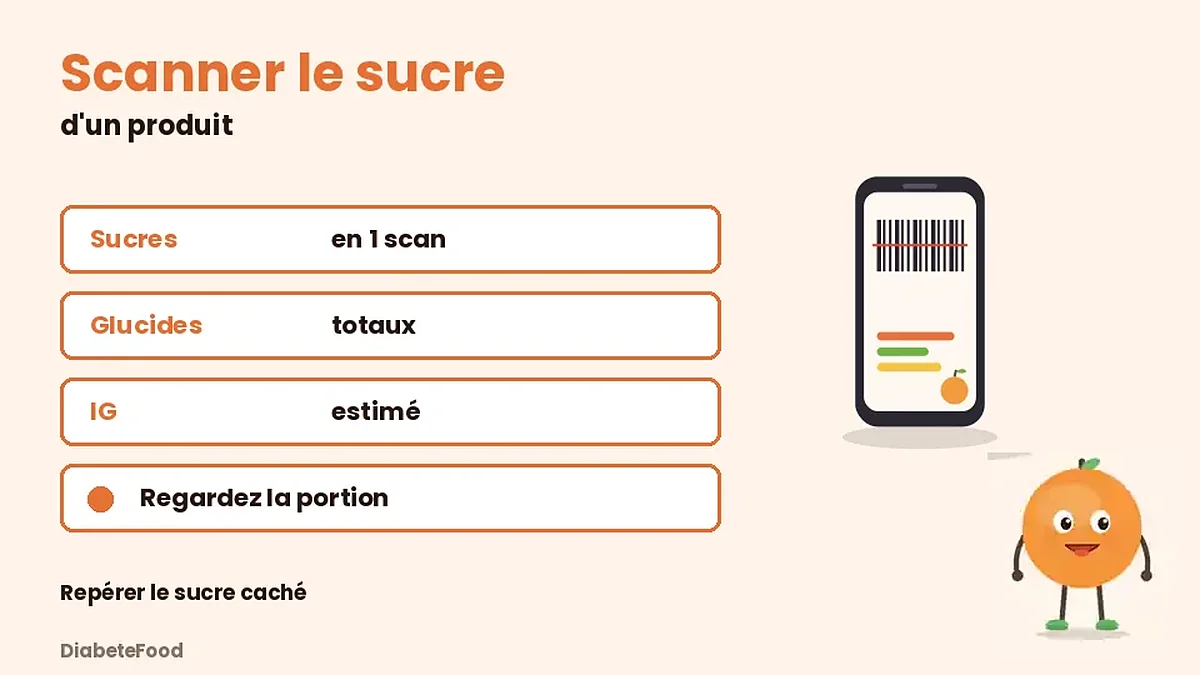 Scanner le sucre
d'un produit
Sucres en 1 scan
Glucides totaux
IG estimé
Regardez la portion
Repérer le sucre caché
DiabeteFood